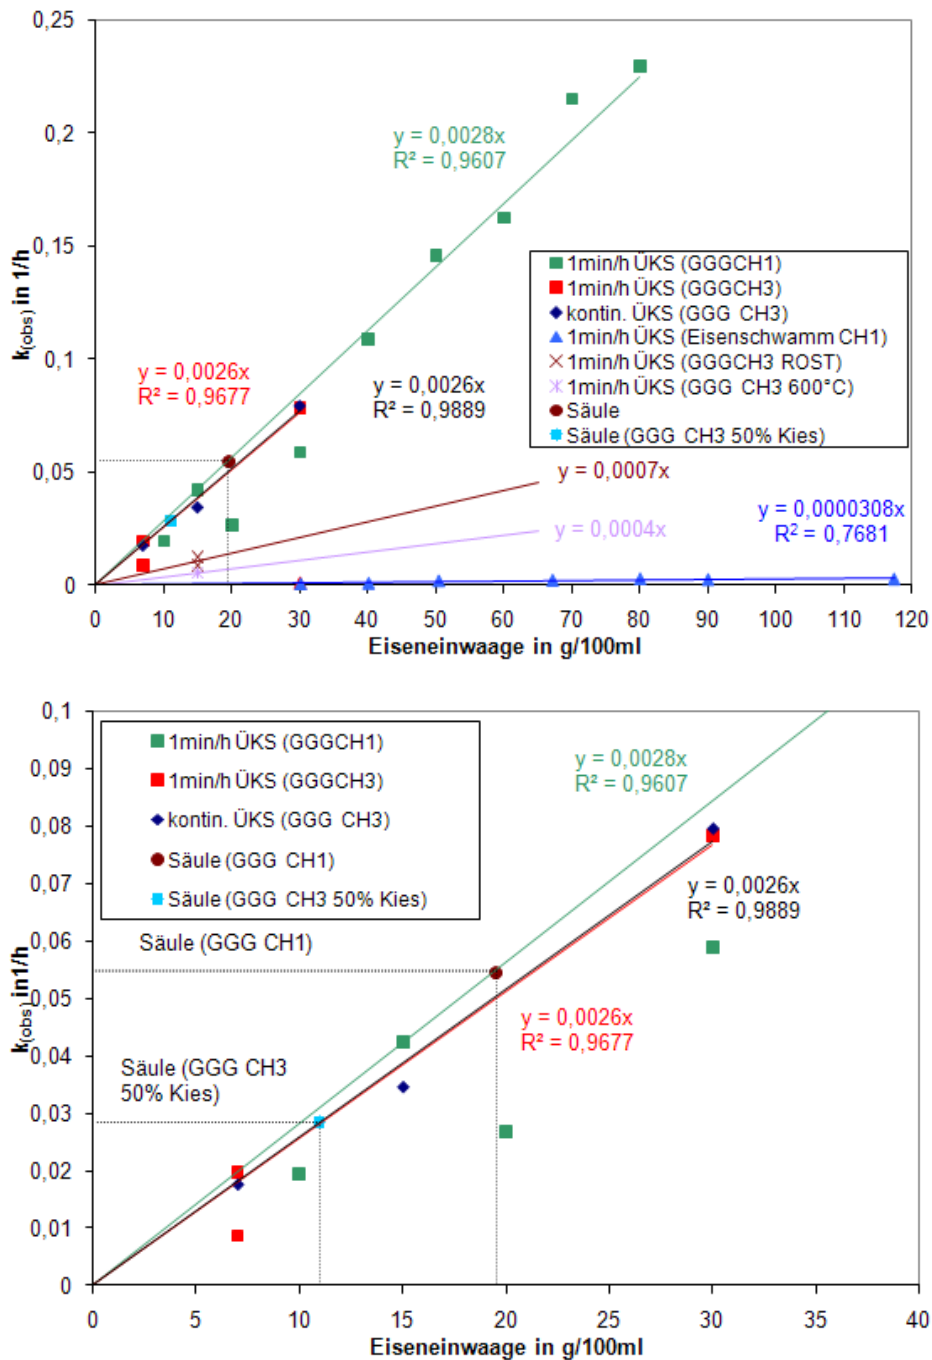 0,25
0,2
0,15
0,1
0,05
0
k(obs) in 1/h
y = 0,0028x
R² = 0,9607
y = 0,0026x
R² = 0,9677
y = 0,0026x
R² = 0,9889
1min/h ÜKS (GGGCH1)
1min/h ÜKS (GGGCH3)
kontin. ÜKS (GGG CH3)
1min/h ÜKS (Eisenschwamm CH1)
1min/h ÜKS (GGGCH3 ROST)
1min/h ÜKS (GGG CH3 600°C)
Säule
Säule (GGG CH3 50% Kies)
y = 0,0007x
y = 0,0004x
y = 0,0000308x
R² = 0,7681
0 10 20 30 40 50 60 70 80 90 100 110 120
Eiseneinwaage in g/100ml
0,1
0,09
0,08
0,07
0,06
0,05
0,04
0,03
0,02
0,01
0
k(obs) in1/h
1min/h ÜKS (GGGCH1)
1min/h ÜKS (GGGCH3)
kontin. ÜKS (GGG CH3)
Säule (GGG CH1)
Säule (GGG CH3 50% Kies)
y = 0,0028x
R² = 0,9607
y = 0,0026x
R² = 0,9889
Säule (GGG CH1)
y = 0,0026x
R² = 0,9677
Säule (GGG CH3
50% Kies)
0 5 10 15 20 25 30 35 40
Eiseneinwaage in g/100ml